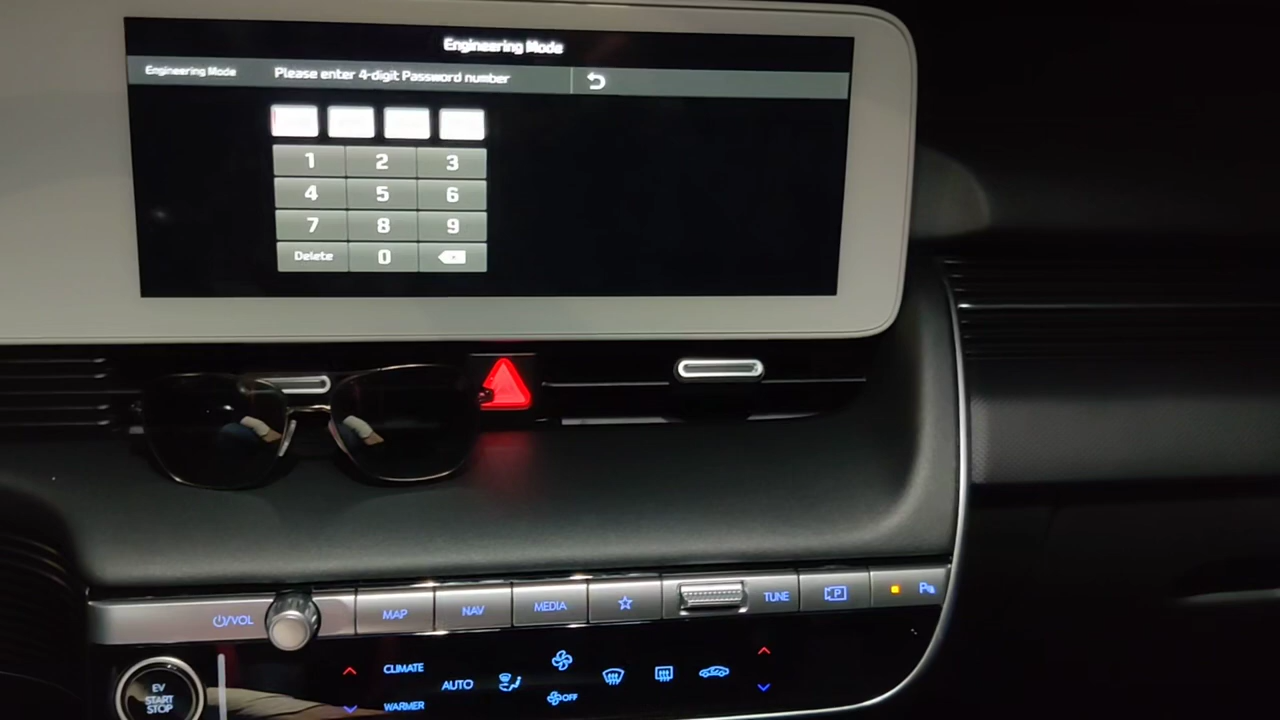 Engineering Mode
Engineering Mode Please enter 4-digit Password number
1 2 3
4 5 6
7 8 9
Delete 0
/VOL MAP NAV MEDIA TUNE P P
CLIMATE
AUTO
OFF
WARMER
EV
START
STOP